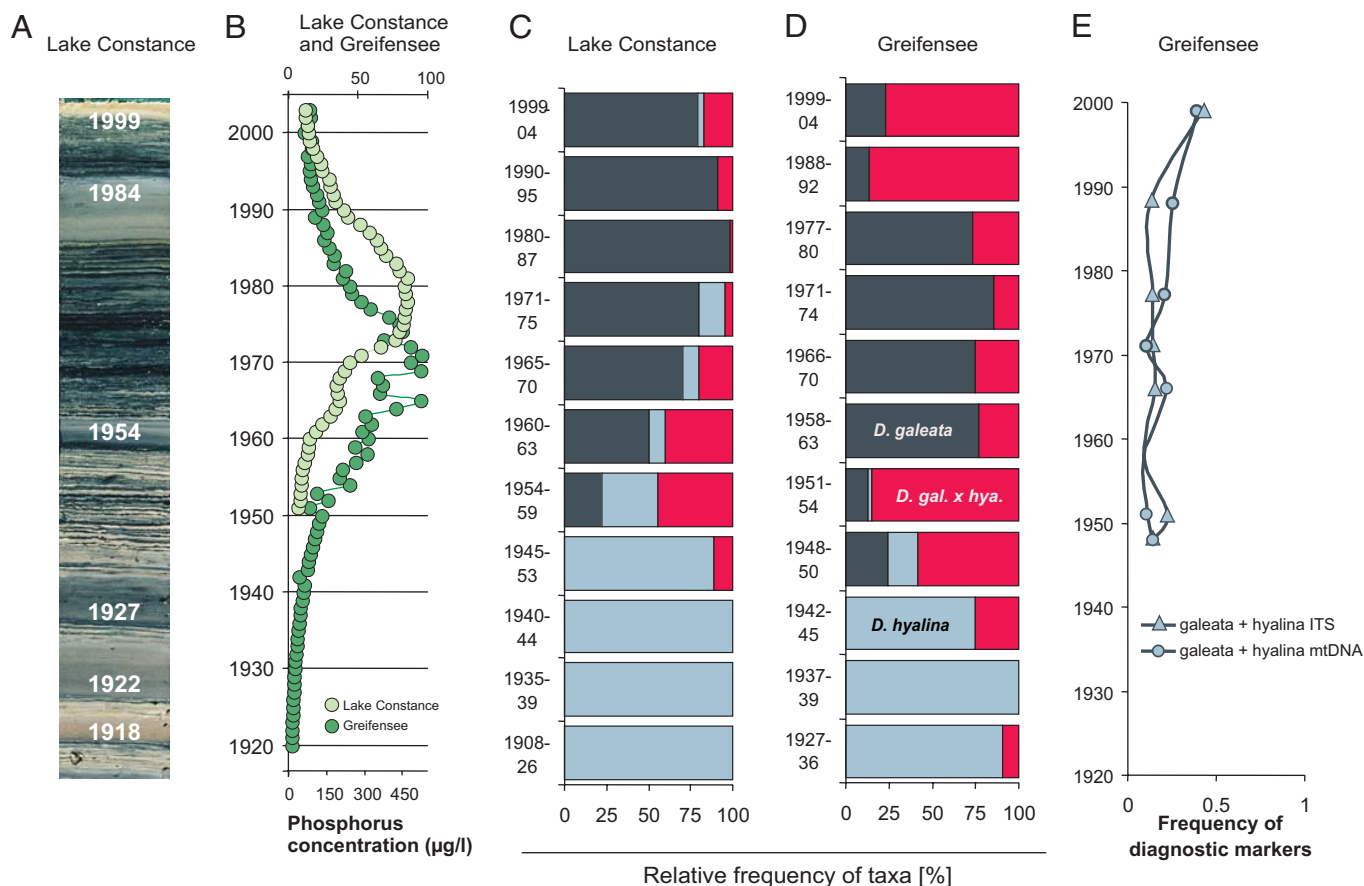 A
Lake Constance
1999
1984
1954
1927
1922
1918
B
Lake Constance
and Greifensee
0 50 100
2000
1990
1980
1970
1960
1950
1940
1930
1920
Lake Constance
Greifensee
0 150 300 450
Phosphorus
concentration (µg/l)
C
Lake Constance
1999-
04
1990-
95
1980-
87
1971-
75
1965-
70
1960-
63
1954-
59
1945-
53
1940-
44
1935-
39
1908-
26
0 25 50 75 100
D
Greifensee
1999-
04
1988-
92
1977-
80
1971-
74
1966-
70
1958-
63
D. galeata
1951-
54
D. gal. x hya.
1948-
50
1942-
45
D. hyalina
1937-
39
1927-
36
0 25 50 75 100
Relative frequency of taxa [%]
E
Greifensee
2000
1990
1980
1970
1960
1950
1940
1930
1920
galeata + hyalina ITS
galeata + hyalina mtDNA
0 0.5 1
Frequency of
diagnostic markers